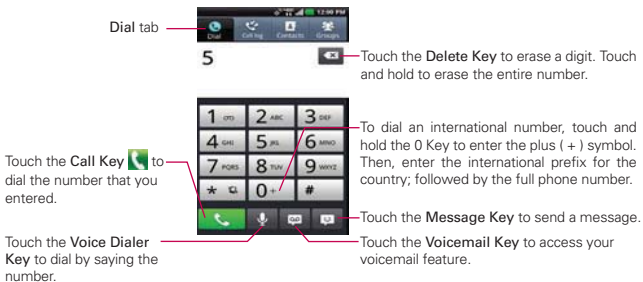 Dial tab
12:00 PM
Dial
Call log
Contacts
Groups
5
Touch the Delete Key to erase a digit. Touch
and hold to erase the entire number.
1
2 ABC
3 DEF
4 GHI
5 JKL
6 MNO
7 PQRS
8 TUV
9 WXYZ
*
0 +
#
To dial an international number, touch and
hold the 0 Key to enter the plus ( + ) symbol.
Then, enter the international prefix for the
country; followed by the full phone number.
Touch the Call Key to
dial the number that you
entered.
Touch the Message Key to send a message.
Touch the Voice Dialer
Key to dial by saying the
number.
Touch the Voicemail Key to access your
voicemail feature.